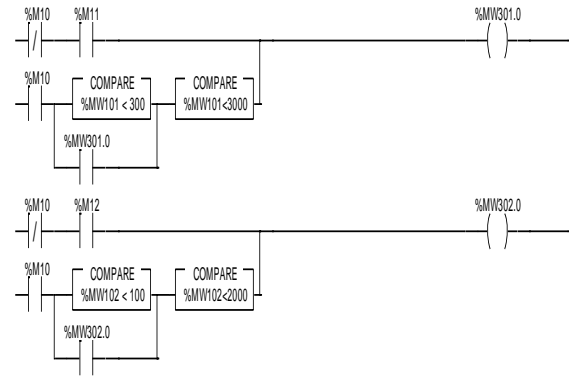 %M10 %M11 %MW301.0
%M10
COMPARE COMPARE
%MW101 < 300 %MW101<3000
%MW301.0
%M10 %M12 %MW302.0
%M10
COMPARE COMPARE
%MW102 < 100 %MW102<2000
%MW302.0